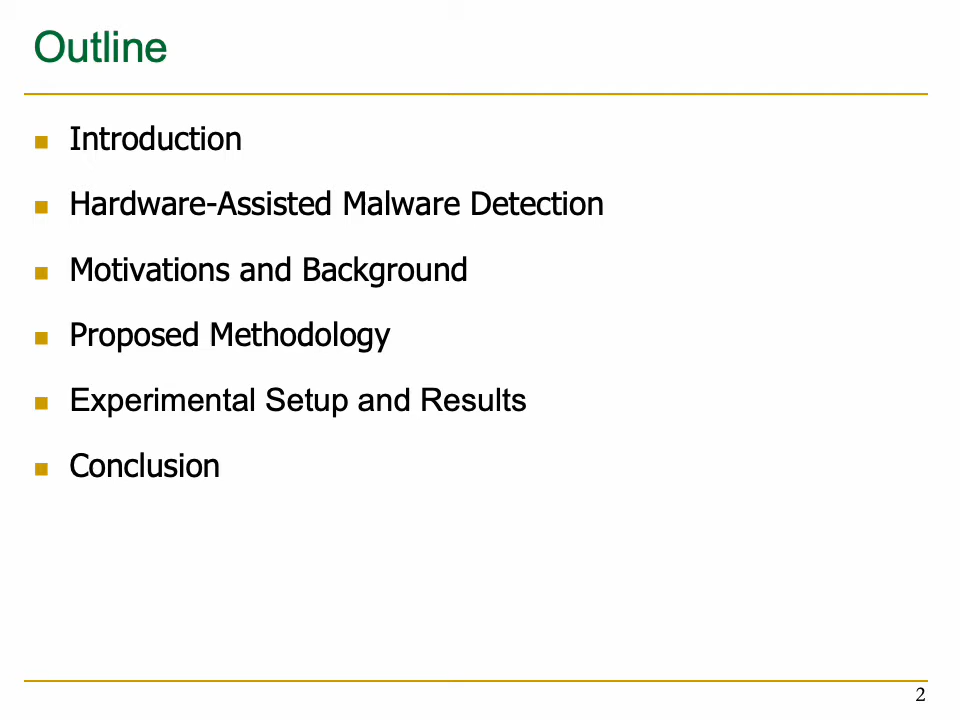 Outline
Introduction
Hardware-Assisted Malware Detection
Motivations and Background
Proposed Methodology
Experimental Setup and Results
Conclusion
2